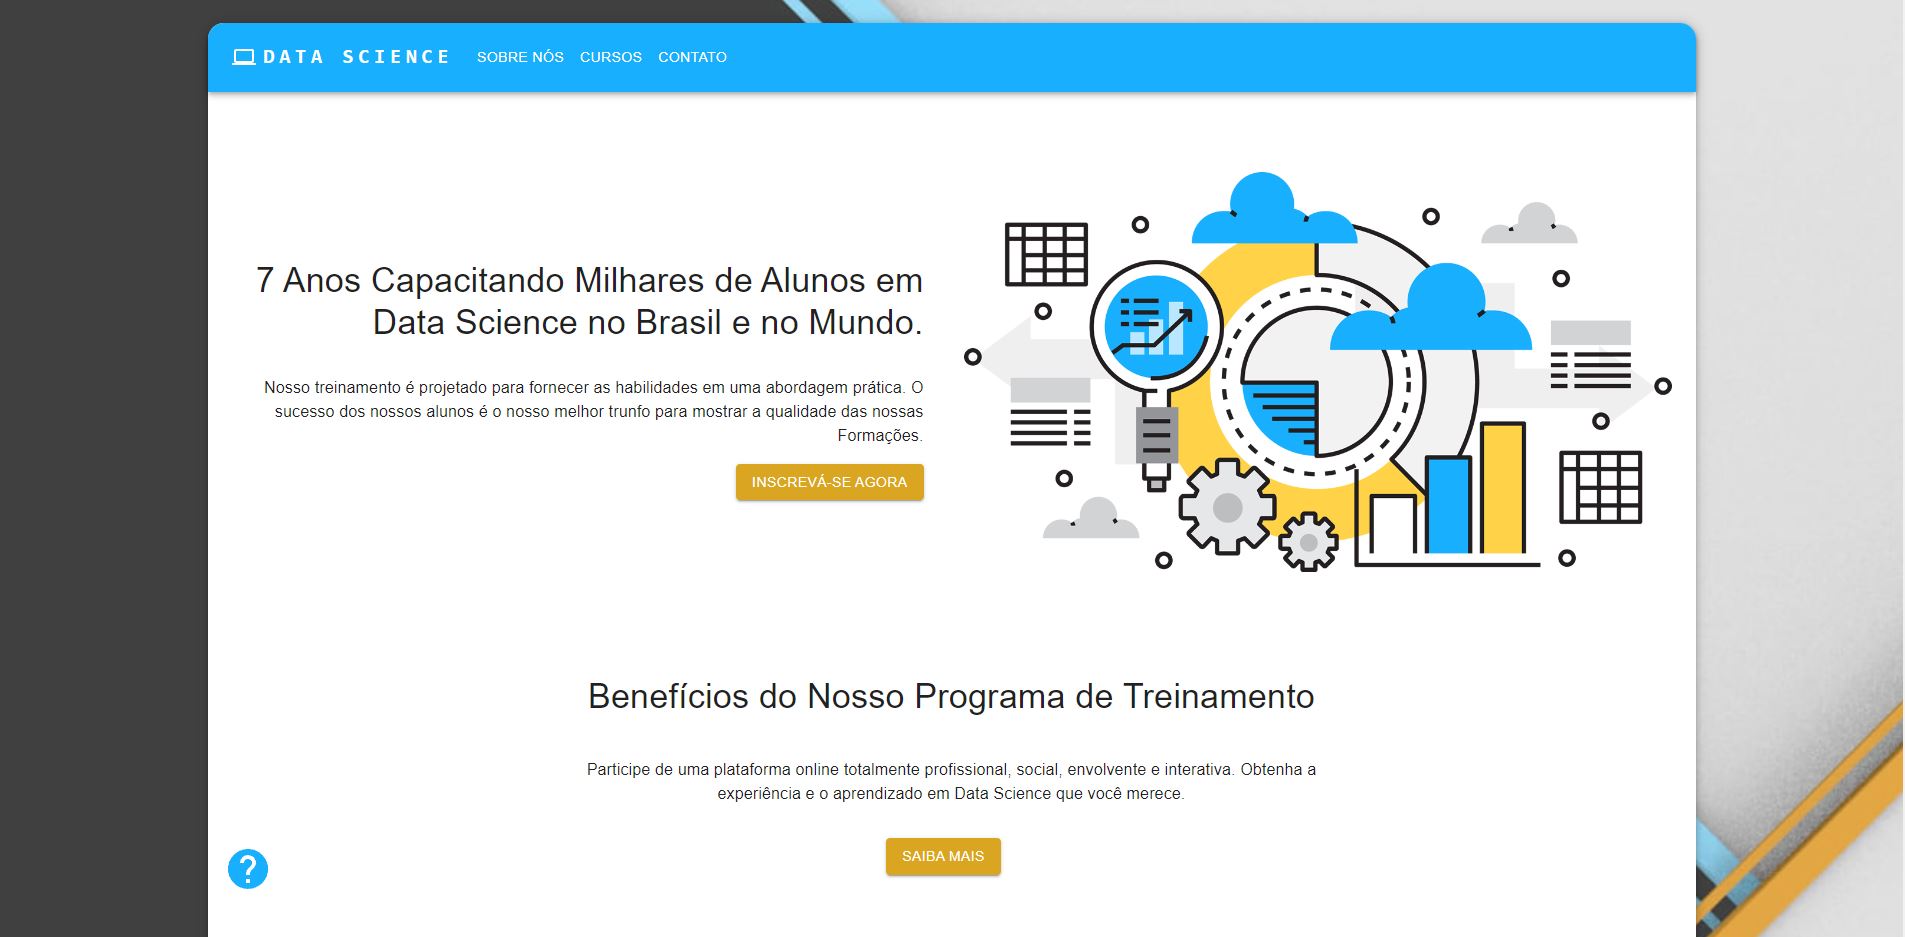 DATA SCIENCE SOBRE NÓS CURSOS CONTATO
7 Anos Capacitando Milhares de Alunos em
Data Science no Brasil e no Mundo.
Nosso treinamento é projetado para fornecer as habilidades em uma abordagem prática. O
sucesso dos nossos alunos é o nosso melhor trunfo para mostrar a qualidade das nossas
Formações.
INSCREVÁ-SE AGORA
Benefícios do Nosso Programa de Treinamento
Participe de uma plataforma online totalmente profissional, social, envolvente e interativa. Obtenha a
experiência e o aprendizado em Data Science que você merece.
SAIBA MAIS
?